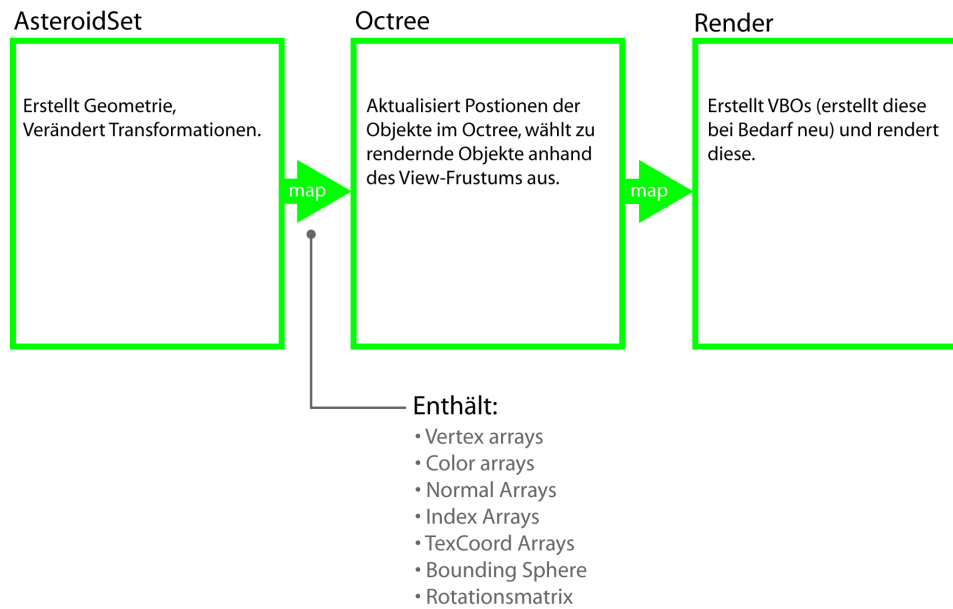 AsteroidSet
Erstellt Geometrie,
Verändert Transformationen.
map
Octree
Aktualisiert Postionen der
Objekte im Octree, wählt zu
rendernde Objekte anhand
des View-Frustums aus.
map
Render
Erstellt VBOs (erstellt diese
bei Bedarf neu) und rendert
diese.
Enthält:
• Vertex arrays
• Color arrays
• Normal Arrays
• Index Arrays
• TexCoord Arrays
• Bounding Sphere
• Rotationsmatrix